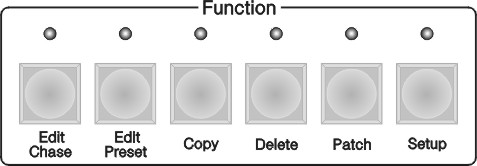 Function
Edit
Chase
Edit
Preset
Copy
Delete
Patch
Setup